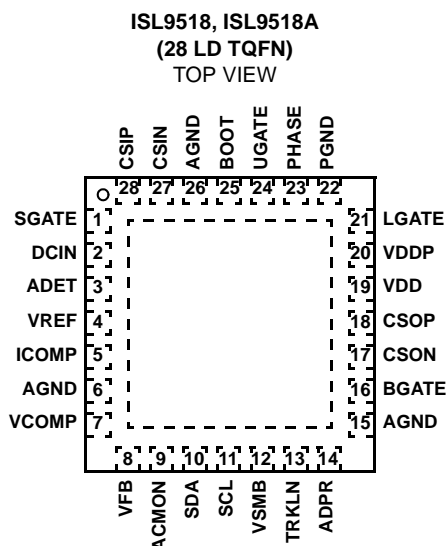 ISL9518, ISL9518A
(28 LD TQFN)
TOP VIEW
CSIP
CSIN
AGND
BOOT
UGATE
PHASE
PGND
28 27 26 25 24 23 22
SGATE 1
DCIN 2
ADET 3
VREF 4
ICOMP 5
AGND 6
VCOMP 7
21 LGATE
20 VDDP
19 VDD
18 CSOP
17 CSON
16 BGATE
15 AGND
8 9 10 11 12 13 14
VFB
ACMON
SDA
SCL
VSMB
TRKLN
ADPR